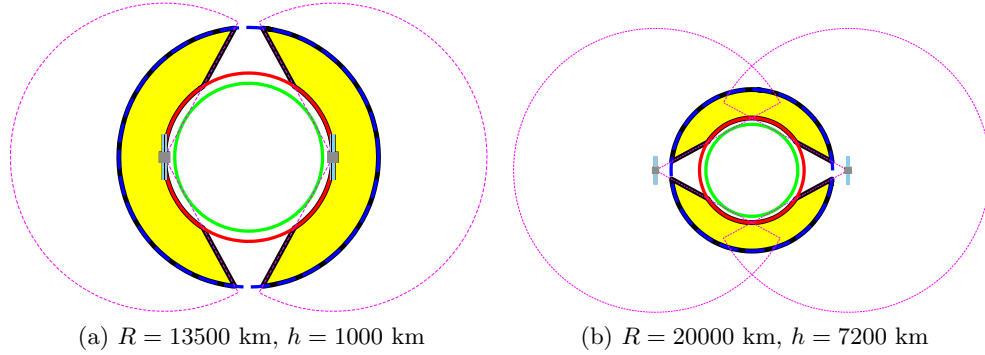 (a) R = 13500 km, h = 1000 km
(b) R = 20000 km, h = 7200 km